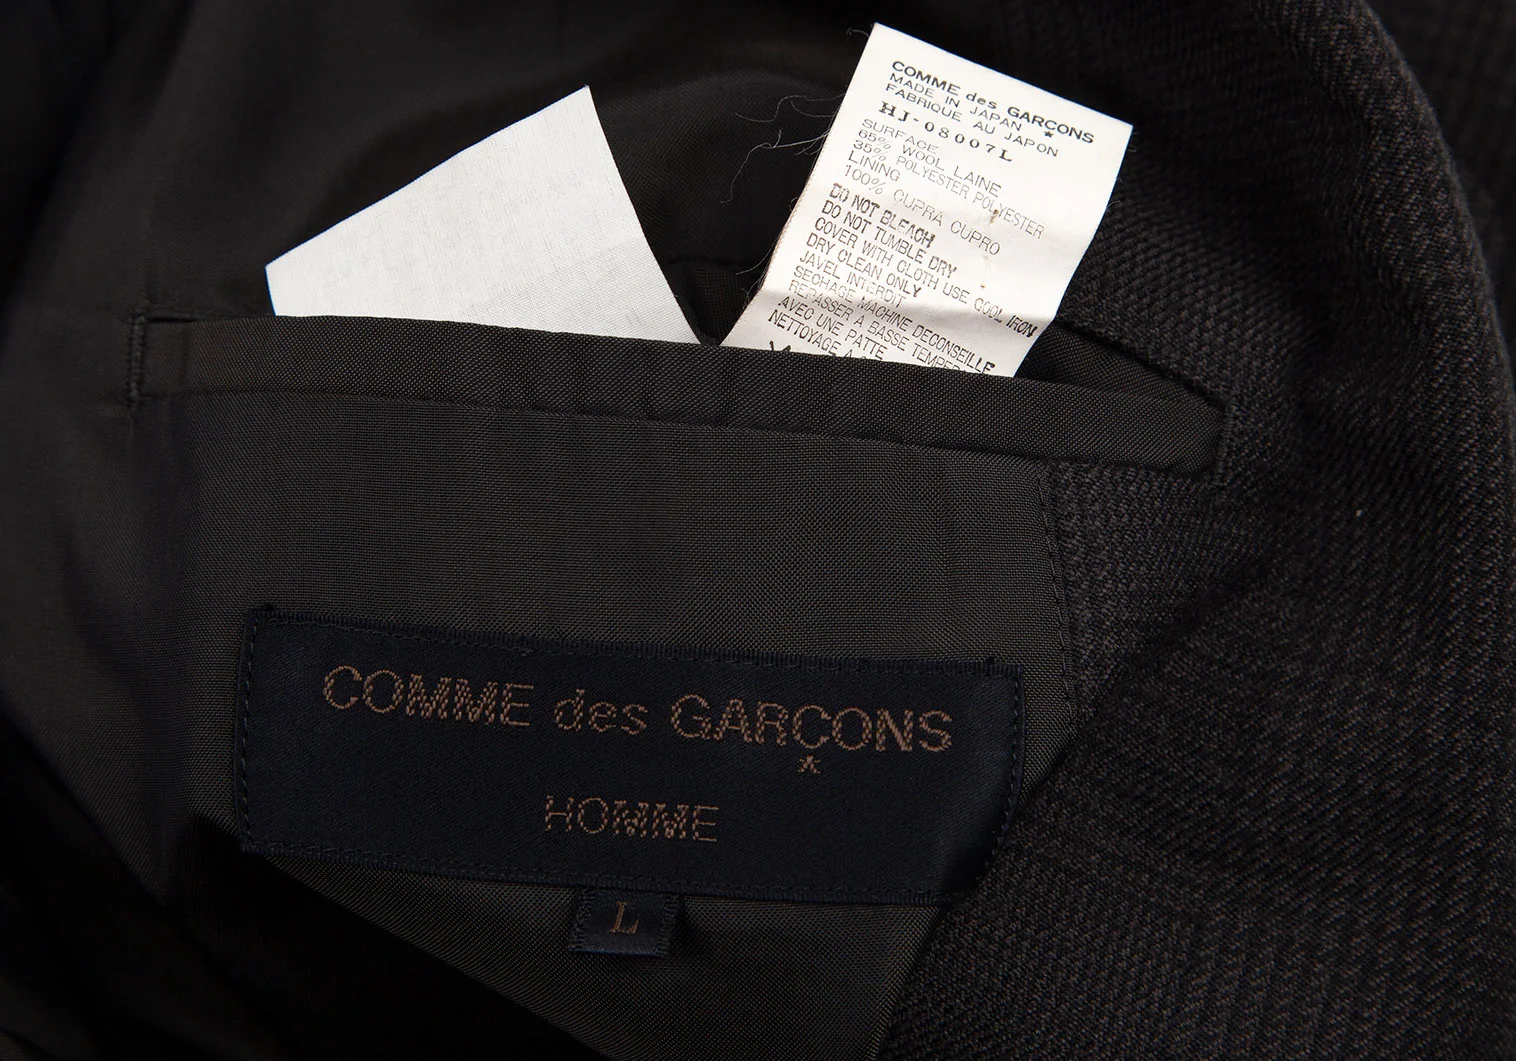 COMME des GARÇONS
MADE IN JAPAN ★
FABRIQUE AU JAPON
HJ-08007L
SURFACE
65% WOOL LAINE
35% POLYESTER POLYESTER
LINING
100% CUPRA CUPRO
DO NOT BLEACH
DO NOT TUMBLE DRY
COVER WITH CLOTH USE COOL IRON
DRY CLEAN ONLY
JAVEL INTERDIT
SECHAGE MACHINE DECONSEILLE
REPASSER A BASSE
AVEC UNE PATTE
NETTOYAGE A
COMME des GARÇONS
★
HOMME
L